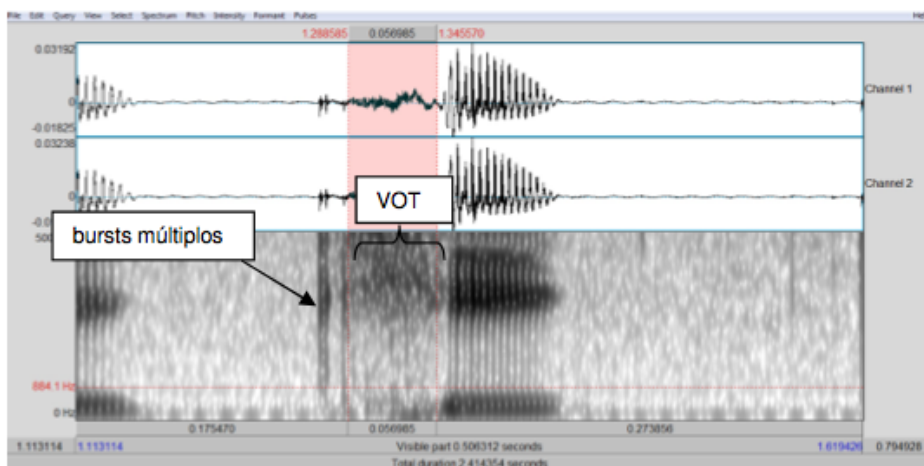 File Edit Query View Select Spectrum Pitch Intensity Formant Pulses
1.288585 0.056985 1.345570
0.03192
0
-0.01825
Channel 1
0.03238
0
Channel 2
VOT
bursts múltiplos
884.1 Hz
0 Hz
0.175470 0.056985 0.273856
1.113114 1.113114 Visible part 0.506312 seconds 1.619426 0.794928
Total duration 2.414354 seconds